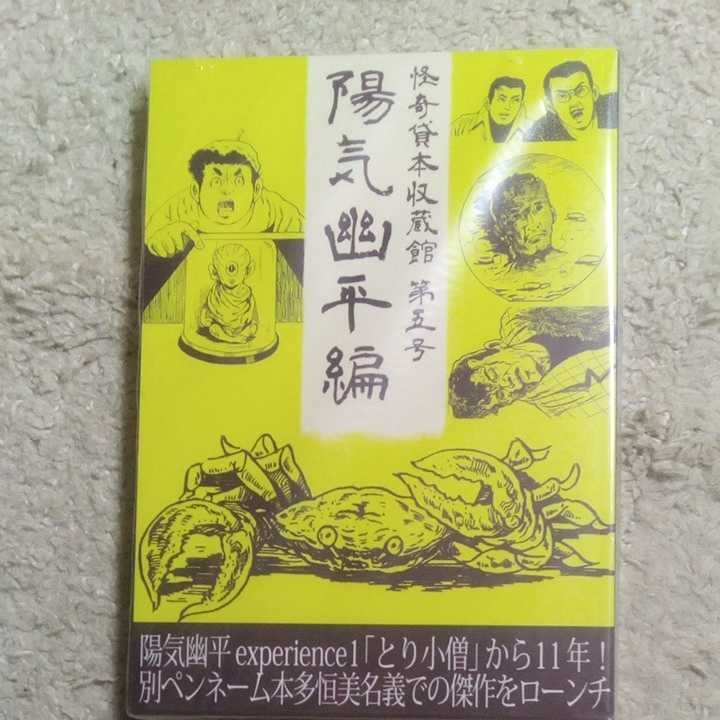 怪奇貸本収蔵館 第五号
陽気幽平編
陽気幽平 experience1「とり小僧」から11年！
別ペンネーム本多恒美名義での傑作をローンチ